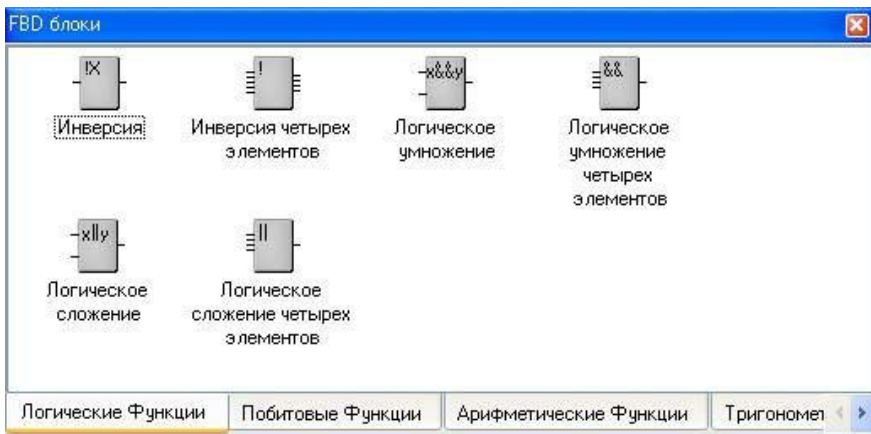 FBD блоки
!X
!
x&&y
&&
Инверсия
Инверсия четырех
элементов
Логическое
умножение
Логическое
умножение
четырех
элементов
x||y
||
Логическое
сложение
Логическое
сложение четырех
элементов
Логические Функции
Побитовые Функции
Арифметические Функции
Тригономет